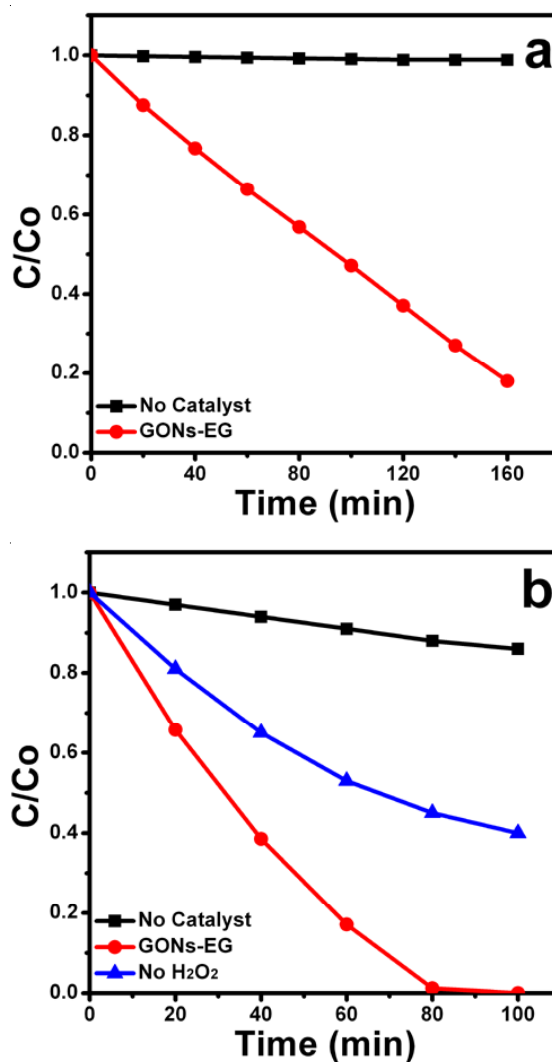 a
1.0
0.8
0.6
0.4
0.2
0.0
C/Co
No Catalyst
GONs-EG
0 40 80 120 160
Time (min)
b
1.0
0.8
0.6
0.4
0.2
0.0
C/Co
No Catalyst
GONs-EG
No H₂O₂
0 20 40 60 80 100
Time (min)